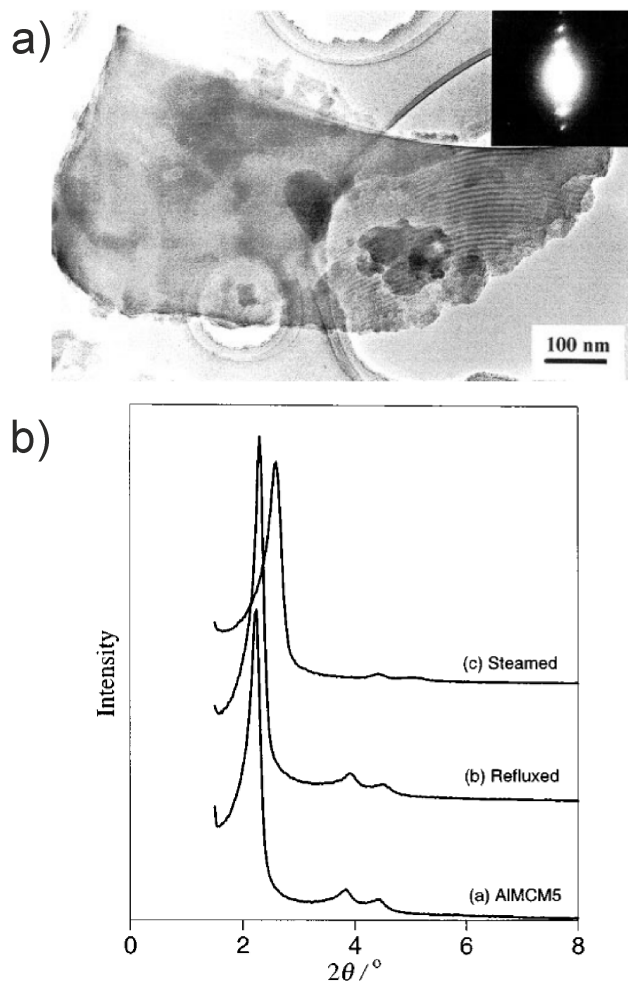 a)
100 nm
b)
Intensity
(c) Steamed
(b) Refluxed
(a) AlMCM5
0 2 4 6 8
2θ/°